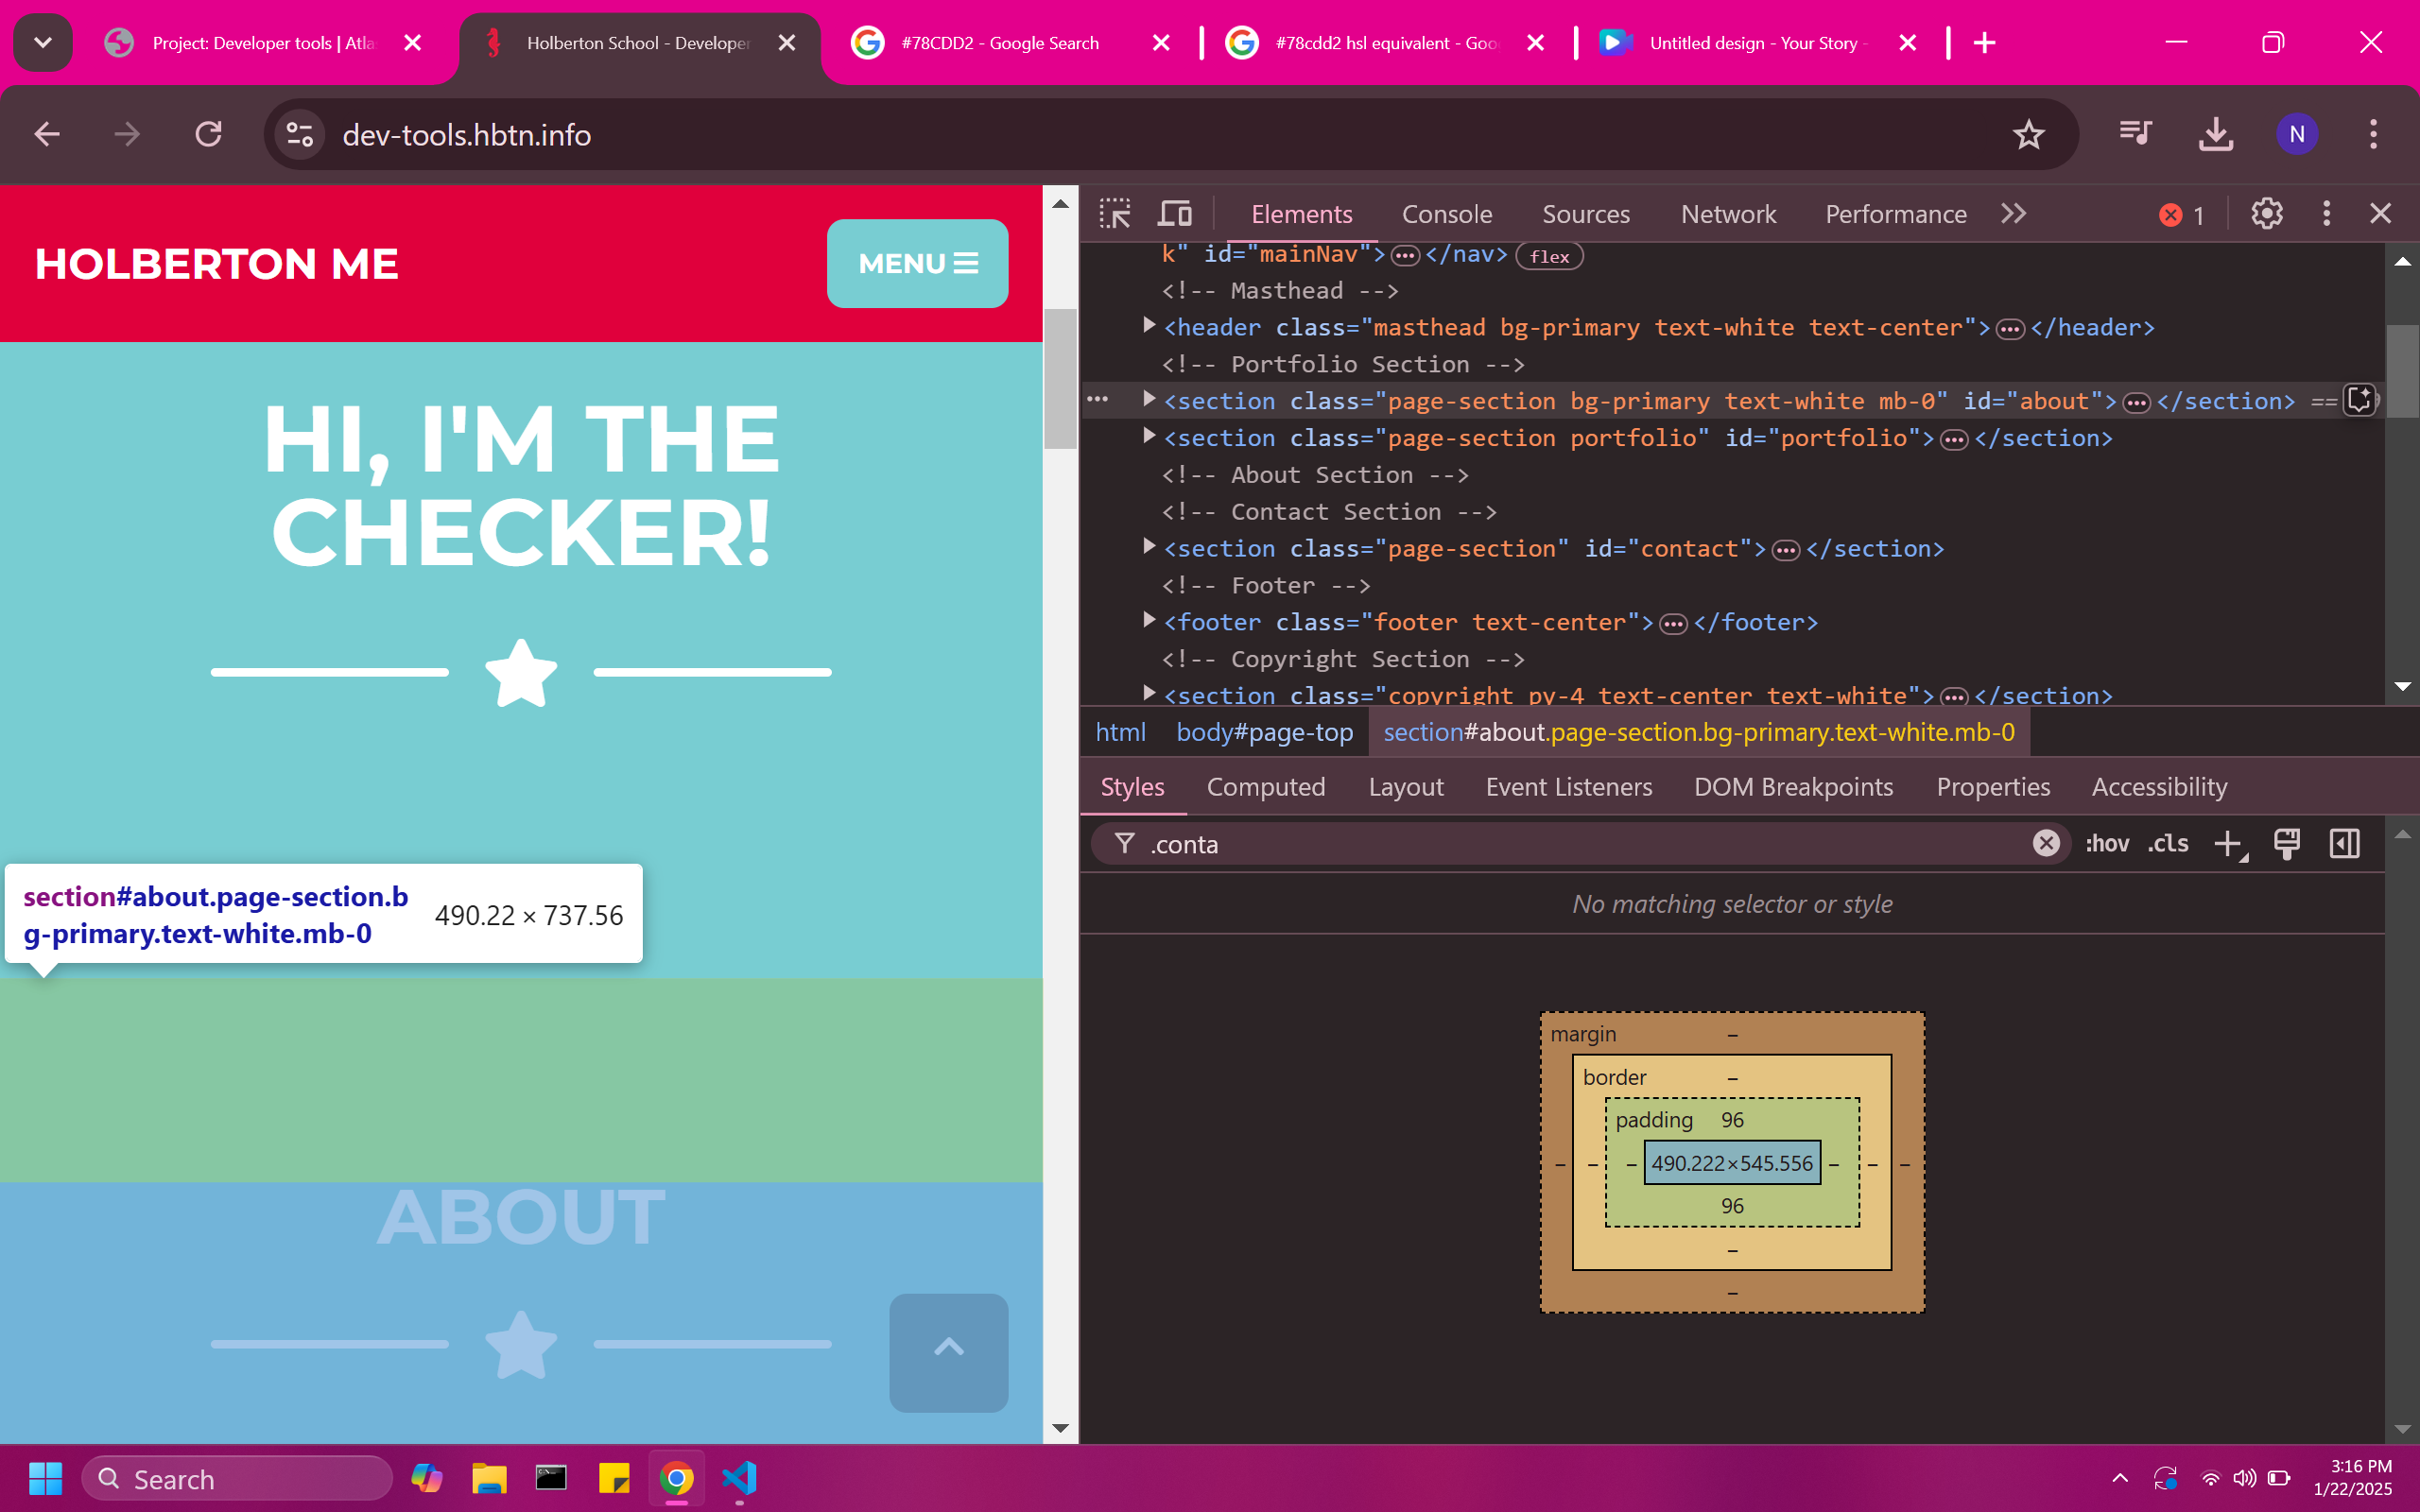 Project: Developer tools | Atla
Holberton School - Developer
#78CDD2 - Google Search
#78cdd2 hsl equivalent - Goo
Untitled design - Your Story -
dev-tools.hbtn.info
N
HOLBERTON ME
MENU
HI, I'M THE
CHECKER!
section#about.page-section.b
g-primary.text-white.mb-0
490.22 × 737.56
ABOUT
Elements Console Sources Network Performance
1
k" id="mainNav">…</nav> flex
<!-- Masthead -->
<header class="masthead bg-primary text-white text-center">…</header>
<!-- Portfolio Section -->
<section class="page-section bg-primary text-white mb-0" id="about">…</section> ==
<section class="page-section portfolio" id="portfolio">…</section>
<!-- About Section -->
<!-- Contact Section -->
<section class="page-section" id="contact">…</section>
<!-- Footer -->
<footer class="footer text-center">…</footer>
<!-- Copyright Section -->
<section class="copyright py-4 text-center text-white">…</section>
html body#page-top section#about.page-section.bg-primary.text-white.mb-0
Styles Computed Layout Event Listeners DOM Breakpoints Properties Accessibility
.conta
:hov .cls
No matching selector or style
margin –
border –
padding 96
– – – 490.222×545.556 – – –
96
–
–
Search
3:16 PM
1/22/2025